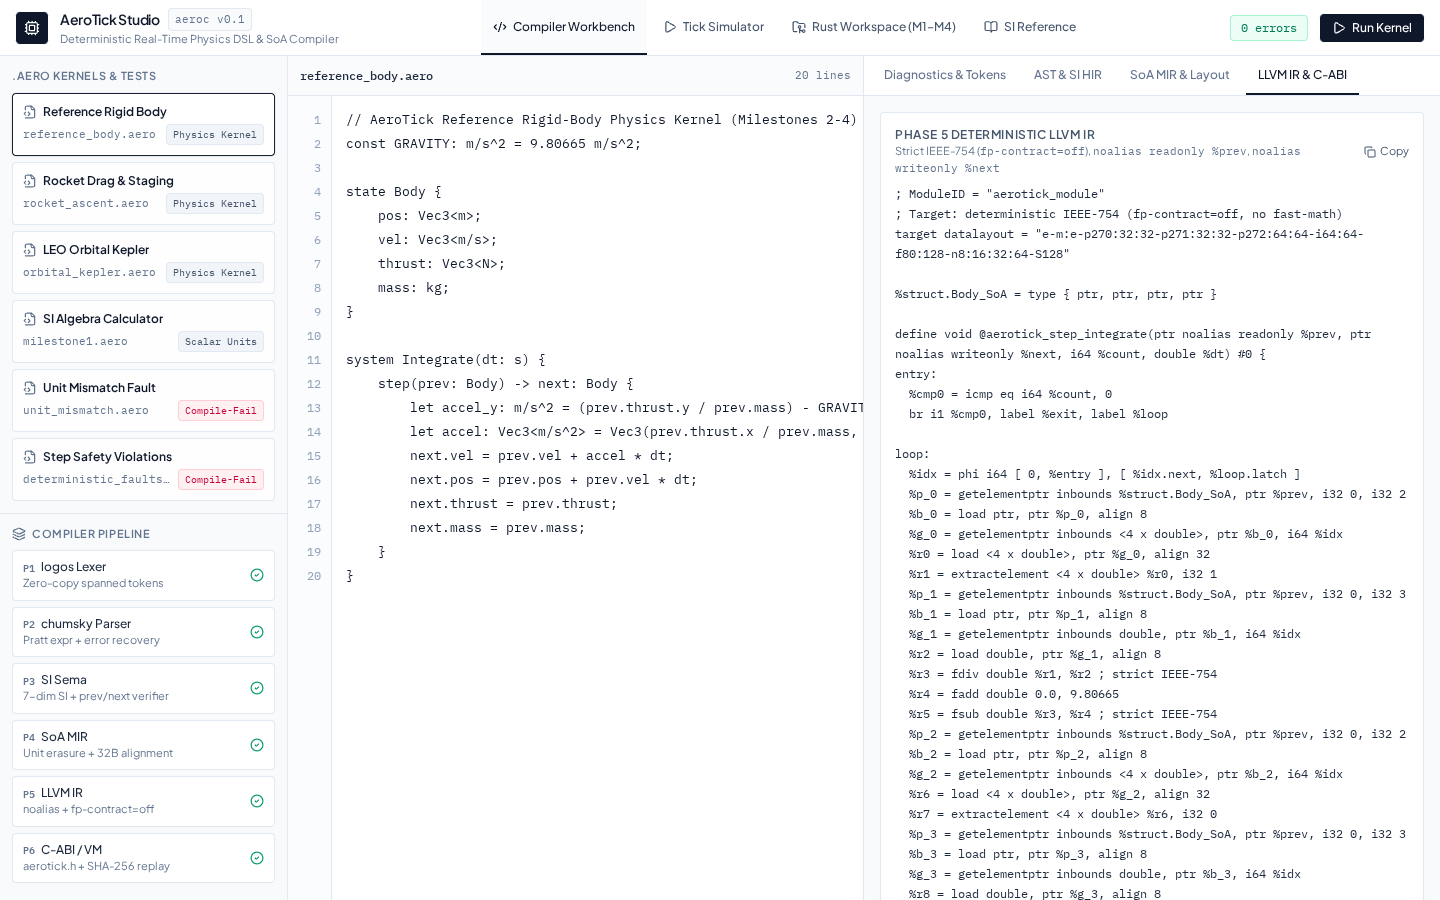 AeroTick Studio aeroc v0.1
Deterministic Real-Time Physics DSL & SoA Compiler
Compiler Workbench
Tick Simulator
Rust Workspace (M1–M4)
SI Reference
0 errors
Run Kernel
.AERO KERNELS & TESTS
Reference Rigid Body
reference_body.aero Physics Kernel
Rocket Drag & Staging
rocket_ascent.aero Physics Kernel
LEO Orbital Kepler
orbital_kepler.aero Physics Kernel
SI Algebra Calculator
milestone1.aero Scalar Units
Unit Mismatch Fault
unit_mismatch.aero Compile-Fail
Step Safety Violations
deterministic_faults… Compile-Fail
COMPILER PIPELINE
P1 logos Lexer
Zero-copy spanned tokens
P2 chumsky Parser
Pratt expr + error recovery
P3 SI Sema
7-dim SI + prev/next verifier
P4 SoA MIR
Unit erasure + 32B alignment
P5 LLVM IR
noalias + fp-contract=off
P6 C-ABI / VM
aerotick.h + SHA-256 replay
reference_body.aero 20 lines
1 // AeroTick Reference Rigid-Body Physics Kernel (Milestones 2-4)
2 const GRAVITY: m/s^2 = 9.80665 m/s^2;
3
4 state Body {
5     pos: Vec3<m>;
6     vel: Vec3<m/s>;
7     thrust: Vec3<N>;
8     mass: kg;
9 }
10
11 system Integrate(dt: s) {
12     step(prev: Body) -> next: Body {
13         let accel_y: m/s^2 = (prev.thrust.y / prev.mass) - GRAVIT
14         let accel: Vec3<m/s^2> = Vec3(prev.thrust.x / prev.mass,
15         next.vel = prev.vel + accel * dt;
16         next.pos = prev.pos + prev.vel * dt;
17         next.thrust = prev.thrust;
18         next.mass = prev.mass;
19     }
20 }
Diagnostics & Tokens
AST & SI HIR
SoA MIR & Layout
LLVM IR & C-ABI
PHASE 5 DETERMINISTIC LLVM IR
Strict IEEE-754 (fp-contract=off), noalias readonly %prev, noalias
writeonly %next
Copy
; ModuleID = "aerotick_module"
; Target: deterministic IEEE-754 (fp-contract=off, no fast-math)
target datalayout = "e-m:e-p270:32:32-p271:32:32-p272:64:64-i64:64-
f80:128-n8:16:32:64-S128"
%struct.Body_SoA = type { ptr, ptr, ptr, ptr }
define void @aerotick_step_integrate(ptr noalias readonly %prev, ptr
noalias writeonly %next, i64 %count, double %dt) #0 {
entry:
  %cmp0 = icmp eq i64 %count, 0
  br i1 %cmp0, label %exit, label %loop
loop:
  %idx = phi i64 [ 0, %entry ], [ %idx.next, %loop.latch ]
  %p_0 = getelementptr inbounds %struct.Body_SoA, ptr %prev, i32 0, i32 2
  %b_0 = load ptr, ptr %p_0, align 8
  %g_0 = getelementptr inbounds <4 x double>, ptr %b_0, i64 %idx
  %r0 = load <4 x double>, ptr %g_0, align 32
  %r1 = extractelement <4 x double> %r0, i32 1
  %p_1 = getelementptr inbounds %struct.Body_SoA, ptr %prev, i32 0, i32 3
  %b_1 = load ptr, ptr %p_1, align 8
  %g_1 = getelementptr inbounds double, ptr %b_1, i64 %idx
  %r2 = load double, ptr %g_1, align 8
  %r3 = fdiv double %r1, %r2 ; strict IEEE-754
  %r4 = fadd double 0.0, 9.80665
  %r5 = fsub double %r3, %r4 ; strict IEEE-754
  %p_2 = getelementptr inbounds %struct.Body_SoA, ptr %prev, i32 0, i32 2
  %b_2 = load ptr, ptr %p_2, align 8
  %g_2 = getelementptr inbounds <4 x double>, ptr %b_2, i64 %idx
  %r6 = load <4 x double>, ptr %g_2, align 32
  %r7 = extractelement <4 x double> %r6, i32 0
  %p_3 = getelementptr inbounds %struct.Body_SoA, ptr %prev, i32 0, i32 3
  %b_3 = load ptr, ptr %p_3, align 8
  %g_3 = getelementptr inbounds double, ptr %b_3, i64 %idx
  %r8 = load double, ptr %g_3, align 8